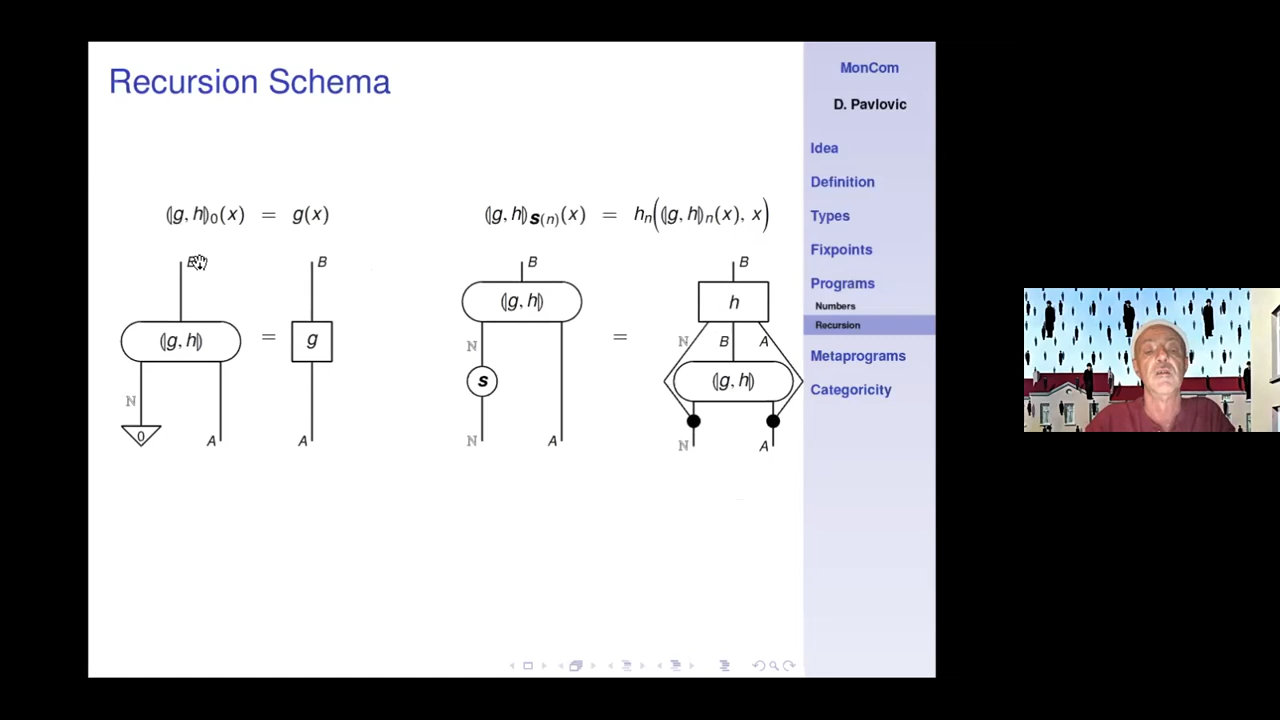 Recursion Schema
⦇g, h⦈₀(x) = g(x)
⦇g, h⦈ₛ₍ₙ₎(x) = hₙ(⦇g, h⦈ₙ(x), x)
B
⦇g, h⦈
ℕ
0
A
=
B
g
A
B
⦇g, h⦈
ℕ
s
ℕ
A
=
B
h
ℕ B A
⦇g, h⦈
ℕ
A
MonCom
D. Pavlovic
Idea
Definition
Types
Fixpoints
Programs
Numbers
Recursion
Metaprograms
Categoricity